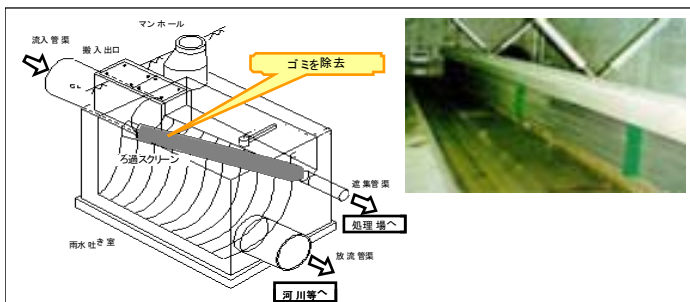 マンホール
流入管渠
搬入出口
ゴミを除去
GL
ろ過スクリーン
遮集管渠
処理場へ
雨水吐き室
放流管渠
河川等へ